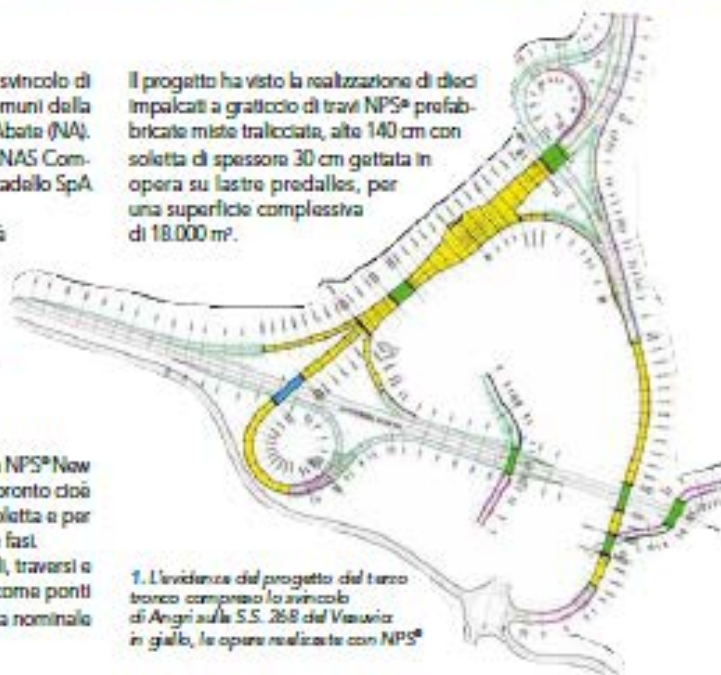 svincolo di
muni della
Abate (NA).
NAS Com-
adello SpA
à
NPS® New
pronto cioè
oletta e per
fasi.
i, traversi e
come ponti
a nominale
Il progetto ha visto la realizzazione di dieci
impalcati a graticcio di travi NPS® prefab-
bricate miste tralicciate, alte 140 cm con
soletta di spessore 30 cm gettata in
opera su lastre predalles, per
una superficie complessiva
di 18.000 m².
1. L'evidenza del progetto del terzo
tronco compreso lo svincolo
di Angri sulla S.S. 268 del Vesuvio:
in giallo, le opere realizzate con NPS®